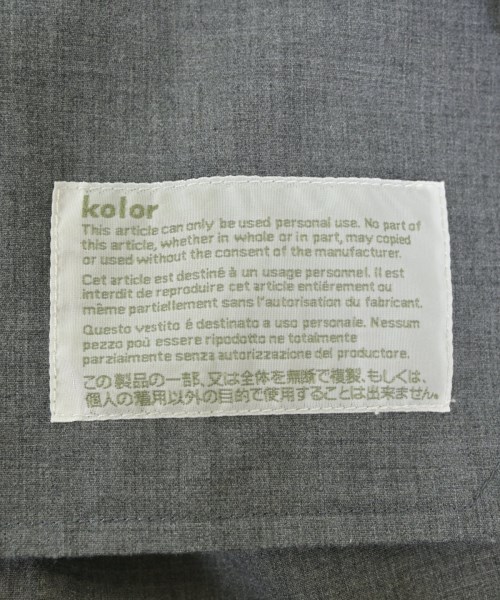 kolor
This article can only be used personal use. No part of
this article, whether in whole or in part, may copied
or used without the consent of the manufacturer.
Cet article est destiné à un usage personnel. il est
interdit de reproduire cet article entiérement ou
même partiellement sans l'autorisation du fabricant.
Questo vestito é destinato a uso personaie. Nessum
pezzo poù essere ripodotto ne totalmente
parziaimente senza autorizzazione dei productore.
この製品の一部、又は全体を無断で複製、もしくは、
個人の着用以外の目的で使用することは出来ません。